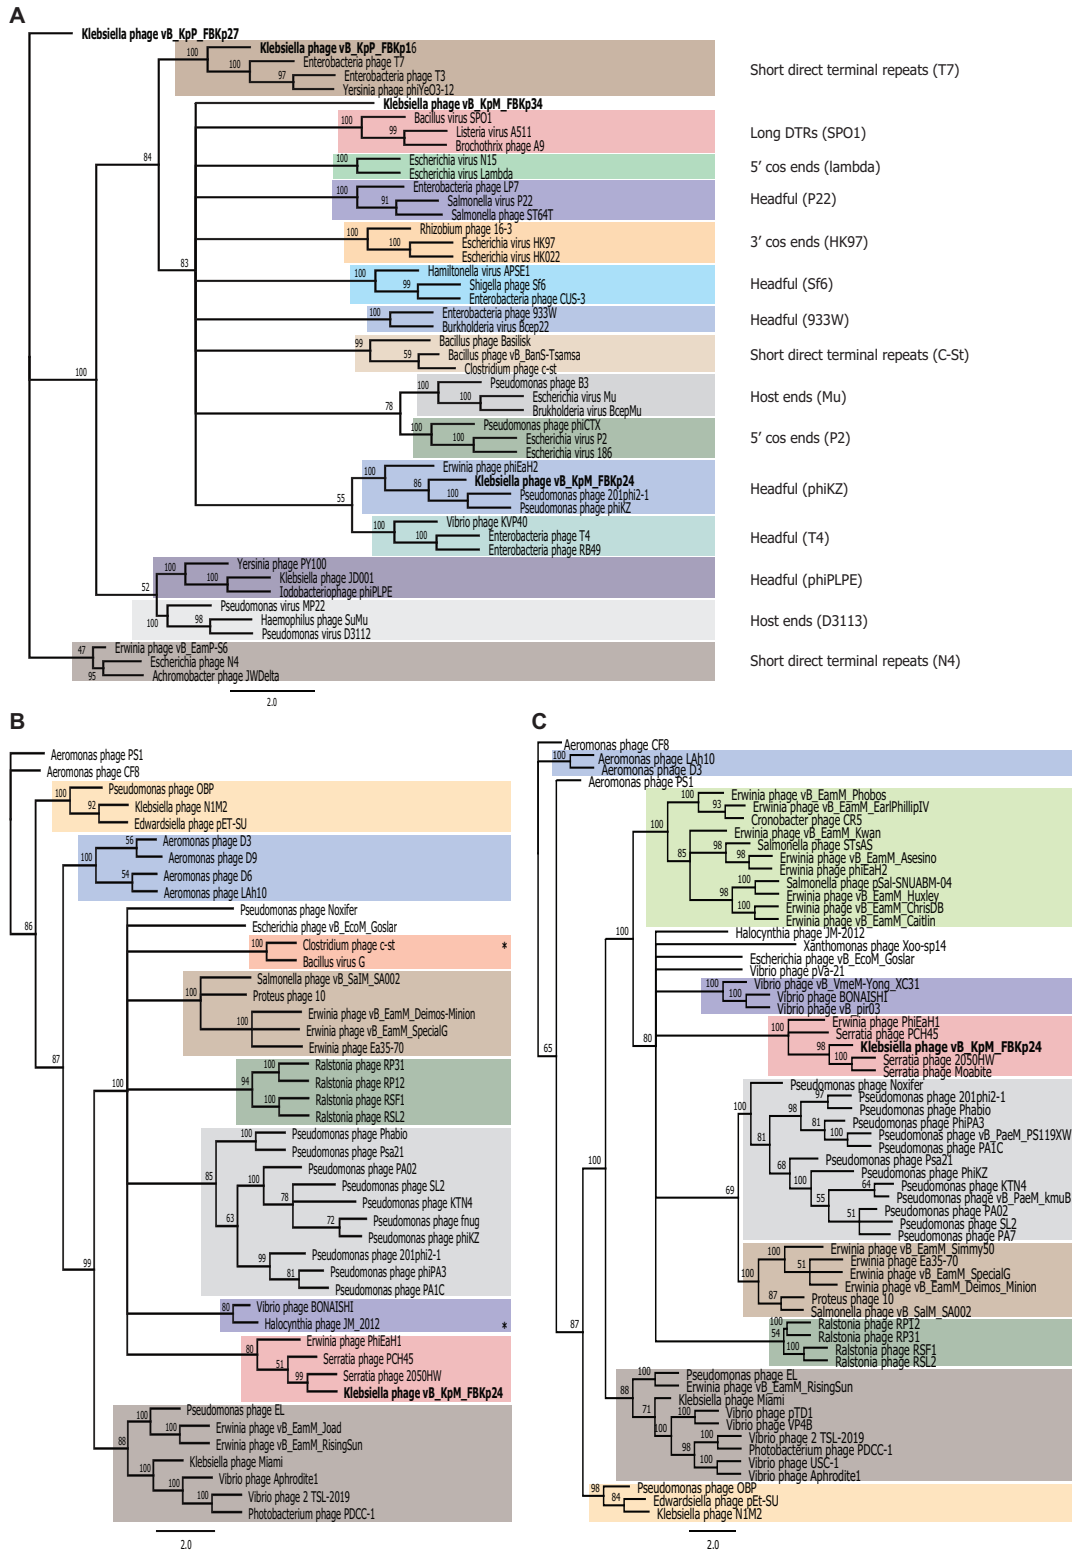 A
Klebsiella phage vB_KpP_FBKp27
100
Klebsiella phage vB_KpP_FBKp16
100
Enterobacteria phage T7
97
Enterobacteria phage T3
Yersinia phage phiYeO3-12
Short direct terminal repeats (T7)
Klebsiella phage vB_KpM_FBKp34
100
Bacillus virus SPO1
99
Listeria virus A511
Brochothrix phage A9
Long DTRs (SPO1)
84
100
Escherichia virus N15
Escherichia virus Lambda
5′ cos ends (lambda)
100
Enterobacteria phage LP7
91
Salmonella virus P22
Salmonella phage ST64T
Headful (P22)
100
Rhizobium phage 16-3
100
Escherichia virus HK97
Escherichia virus HK022
3′ cos ends (HK97)
83
100
Hamiltonella virus APSE1
99
Shigella phage Sf6
Enterobacteria phage CUS-3
Headful (Sf6)
100
Enterobacteria phage 933W
Burkholderia virus Bcep22
Headful (933W)
99
Bacillus phage Basilisk
59
Bacillus phage vB_BanS-Tsamsa
Clostridium phage c-st
Short direct terminal repeats (C-St)
100
78
100
Pseudomonas phage B3
100
Escherichia virus Mu
Brukholderia virus BcepMu
Host ends (Mu)
100
Pseudomonas phage phiCTX
100
Escherichia virus P2
Escherichia virus 186
5′ cos ends (P2)
55
100
Erwinia phage phiEaH2
86
Klebsiella phage vB_KpM_FBKp24
100
Pseudomonas phage 201phi2-1
Pseudomonas phage phiKZ
Headful (phiKZ)
100
Vibrio phage KVP40
100
Enterobacteria phage T4
Enterobacteria phage RB49
Headful (T4)
52
100
Yersinia phage PY100
100
Klebsiella phage JD001
Iodobacteriophage phiPLPE
Headful (phiPLPE)
100
Pseudomonas virus MP22
98
Haemophilus phage SuMu
Pseudomonas virus D3112
Host ends (D3113)
47
Erwinia phage vB_EamP-S6
95
Escherichia phage N4
Achromobacter phage JWDelta
Short direct terminal repeats (N4)
2.0
B
Aeromonas phage PS1
Aeromonas phage CF8
86
100
Pseudomonas phage OBP
92
Klebsiella phage N1M2
Edwardsiella phage pET-SU
100
56
Aeromonas phage D3
Aeromonas phage D9
54
Aeromonas phage D6
Aeromonas phage LAh10
87
99
100
Pseudomonas phage Noxifer
Escherichia phage vB_EcoM_Goslar
100
Clostridium phage c-st
*
Bacillus virus G
100
Salmonella phage vB_SalM_SA002
Proteus phage 10
100
Erwinia phage vB_EamM_Deimos-Minion
Erwinia phage vB_EamM_SpecialG
Erwinia phage Ea35-70
94
100
Ralstonia phage RP31
Ralstonia phage RP12
100
Ralstonia phage RSF1
Ralstonia phage RSL2
85
100
Pseudomonas phage Phabio
Pseudomonas phage Psa21
63
100
Pseudomonas phage PA02
78
Pseudomonas phage SL2
Pseudomonas phage KTN4
72
Pseudomonas phage fnug
Pseudomonas phage phiKZ
99
Pseudomonas phage 201phi2-1
81
Pseudomonas phage phiPA3
Pseudomonas phage PA1C
80
Vibrio phage BONAISHI
Halocynthia phage JM_2012
*
80
Erwinia phage PhiEaH1
51
Serratia phage PCH45
99
Serratia phage 2050HW
Klebsiella phage vB_KpM_FBKp24
88
100
Pseudomonas phage EL
100
Erwinia phage vB_EamM_Joad
Erwinia phage vB_EamM_RisingSun
100
Klebsiella phage Miami
100
Vibrio phage Aphrodite1
100
Vibrio phage 2 TSL-2019
Photobacterium phage PDCC-1
2.0
C
Aeromonas phage CF8
100
Aeromonas phage LAh10
Aeromonas phage D3
Aeromonas phage PS1
65
87
100
100
100
100
Erwinia phage vB_EamM_Phobos
93
Erwinia phage vB_EamM_EarlPhillipIV
Cronobacter phage CR5
85
100
Erwinia phage vB_EamM_Kwan
Salmonella phage STsAS
98
Erwinia phage vB_EamM_Asesino
Erwinia phage phiEaH2
98
100
Salmonella phage pSal-SNUABM-04
Erwinia phage vB_EamM_Huxley
100
Erwinia phage vB_EamM_ChrisDB
Erwinia phage vB_EamM_Caitlin
80
Halocynthia phage JM-2012
Xanthomonas phage Xoo-sp14
Escherichia phage vB_EcoM_Goslar
Vibrio phage pVa-21
100
Vibrio phage vB_VmeM-Yong_XC31
100
Vibrio phage BONAISHI
Vibrio phage vB_pir03
100
Erwinia phage PhiEaH1
Serratia phage PCH45
98
Klebsiella phage vB_KpM_FBKp24
100
Serratia phage 2050HW
Serratia phage Moabite
69
100
Pseudomonas phage Noxifer
81
98
97
Pseudomonas phage 201phi2-1
Pseudomonas phage Phabio
81
Pseudomonas phage PhiPA3
100
Pseudomonas phage vB_PaeM_PS119XW
Pseudomonas phage PA1C
68
Pseudomonas phage Psa21
100
Pseudomonas phage PhiKZ
55
64
Pseudomonas phage KTN4
Pseudomonas phage vB_PaeM_kmuB
51
Pseudomonas phage PA02
Pseudomonas phage SL2
Pseudomonas phage PA7
100
100
Erwinia phage vB_EamM_Simmy50
51
Erwinia phage Ea35-70
Erwinia phage vB_EamM_SpecialG
Erwinia phage vB_EamM_Deimos_Minion
87
Proteus phage 10
Salmonella phage vB_SalM_SA002
100
54
Ralstonia phage RP12
Ralstonia phage RP31
100
Ralstonia phage RSF1
Ralstonia phage RSL2
88
100
Pseudomonas phage EL
Erwinia phage vB_EamM_RisingSun
71
Klebsiella phage Miami
100
100
Vibrio phage pTD1
Vibrio phage VP4B
98
100
Vibrio phage 2 TSL-2019
Photobacterium phage PDCC-1
100
Vibrio phage USC-1
Vibrio phage Aphrodite1
98
Pseudomonas phage OBP
84
Edwardsiella phage pEt-SU
Klebsiella phage N1M2
2.0